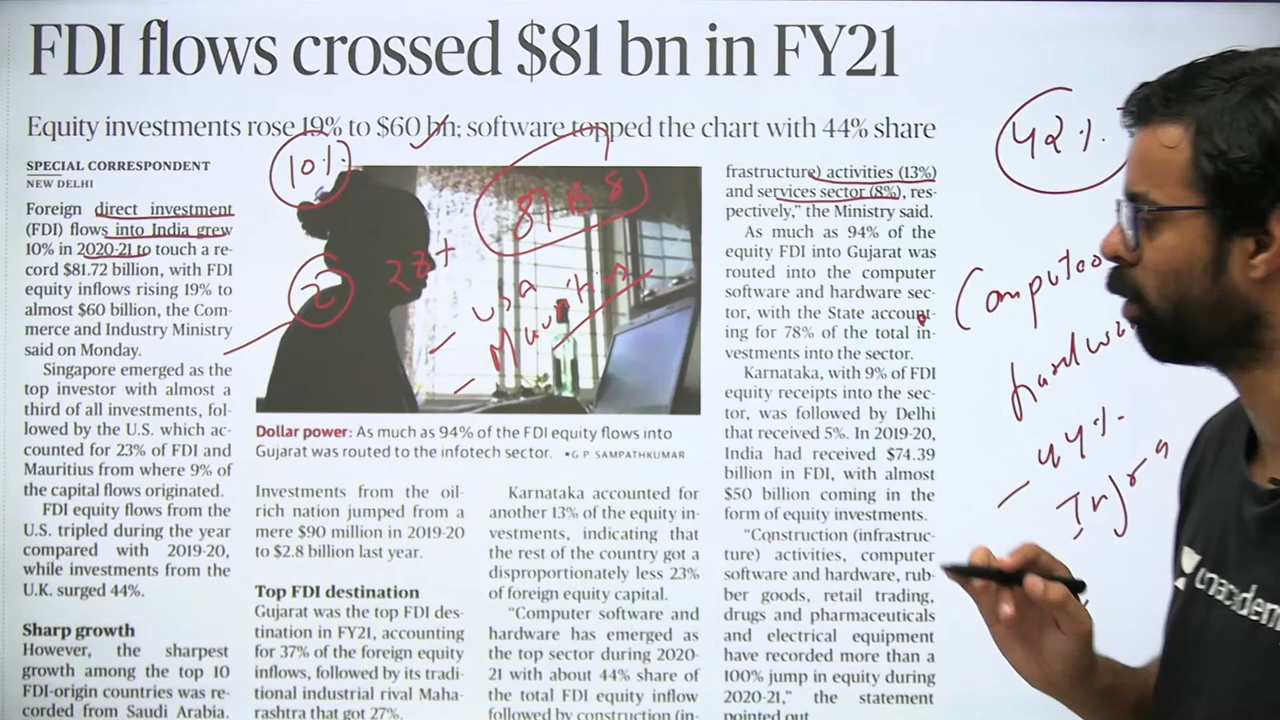 FDI flows crossed $81 bn in FY21
Equity investments rose 19% to $60 bn; software topped the chart with 44% share
SPECIAL CORRESPONDENT
NEW DELHI
Foreign direct investment
(FDI) flows into India grew
10% in 2020-21 to touch a re-
cord $81.72 billion, with FDI
equity inflows rising 19% to
almost $60 billion, the Com-
merce and Industry Ministry
said on Monday.
Singapore emerged as the
top investor with almost a
third of all investments, fol-
lowed by the U.S. which ac-
counted for 23% of FDI and
Mauritius from where 9% of
the capital flows originated.
FDI equity flows from the
U.S. tripled during the year
compared with 2019-20,
while investments from the
U.K. surged 44%.
Sharp growth
However, the sharpest
growth among the top 10
FDI-origin countries was re-
corded from Saudi Arabia.
10%
2
81 B $
USA
Mauritius
Dollar power: As much as 94% of the FDI equity flows into
Gujarat was routed to the infotech sector. •G P SAMPATHKUMAR
Investments from the oil-
rich nation jumped from a
mere $90 million in 2019-20
to $2.8 billion last year.
Top FDI destination
Gujarat was the top FDI des-
tination in FY21, accounting
for 37% of the foreign equity
inflows, followed by its tradi-
tional industrial rival Maha-
rashtra that got 27%.
Karnataka accounted for
another 13% of the equity in-
vestments, indicating that
the rest of the country got a
disproportionately less 23%
of foreign equity capital.
“Computer software and
hardware has emerged as
the top sector during 2020-
21 with about 44% share of
the total FDI equity inflow
followed by construction (in-
frastructure) activities (13%)
and services sector (8%), res-
pectively,” the Ministry said.
As much as 94% of the
equity FDI into Gujarat was
routed into the computer
software and hardware sec-
tor, with the State account-
ing for 78% of the total in-
vestments into the sector.
Karnataka, with 9% of FDI
equity receipts into the sec-
tor, was followed by Delhi
that received 5%. In 2019-20,
India had received $74.39
billion in FDI, with almost
$50 billion coming in the
form of equity investments.
“Construction (infrastruc-
ture) activities, computer
software and hardware, rub-
ber goods, retail trading,
drugs and pharmaceuticals
and electrical equipment
have recorded more than a
100% jump in equity during
2020-21,” the statement
pointed out.
42%
Computer
hardwa
44%
Infra
unacadem